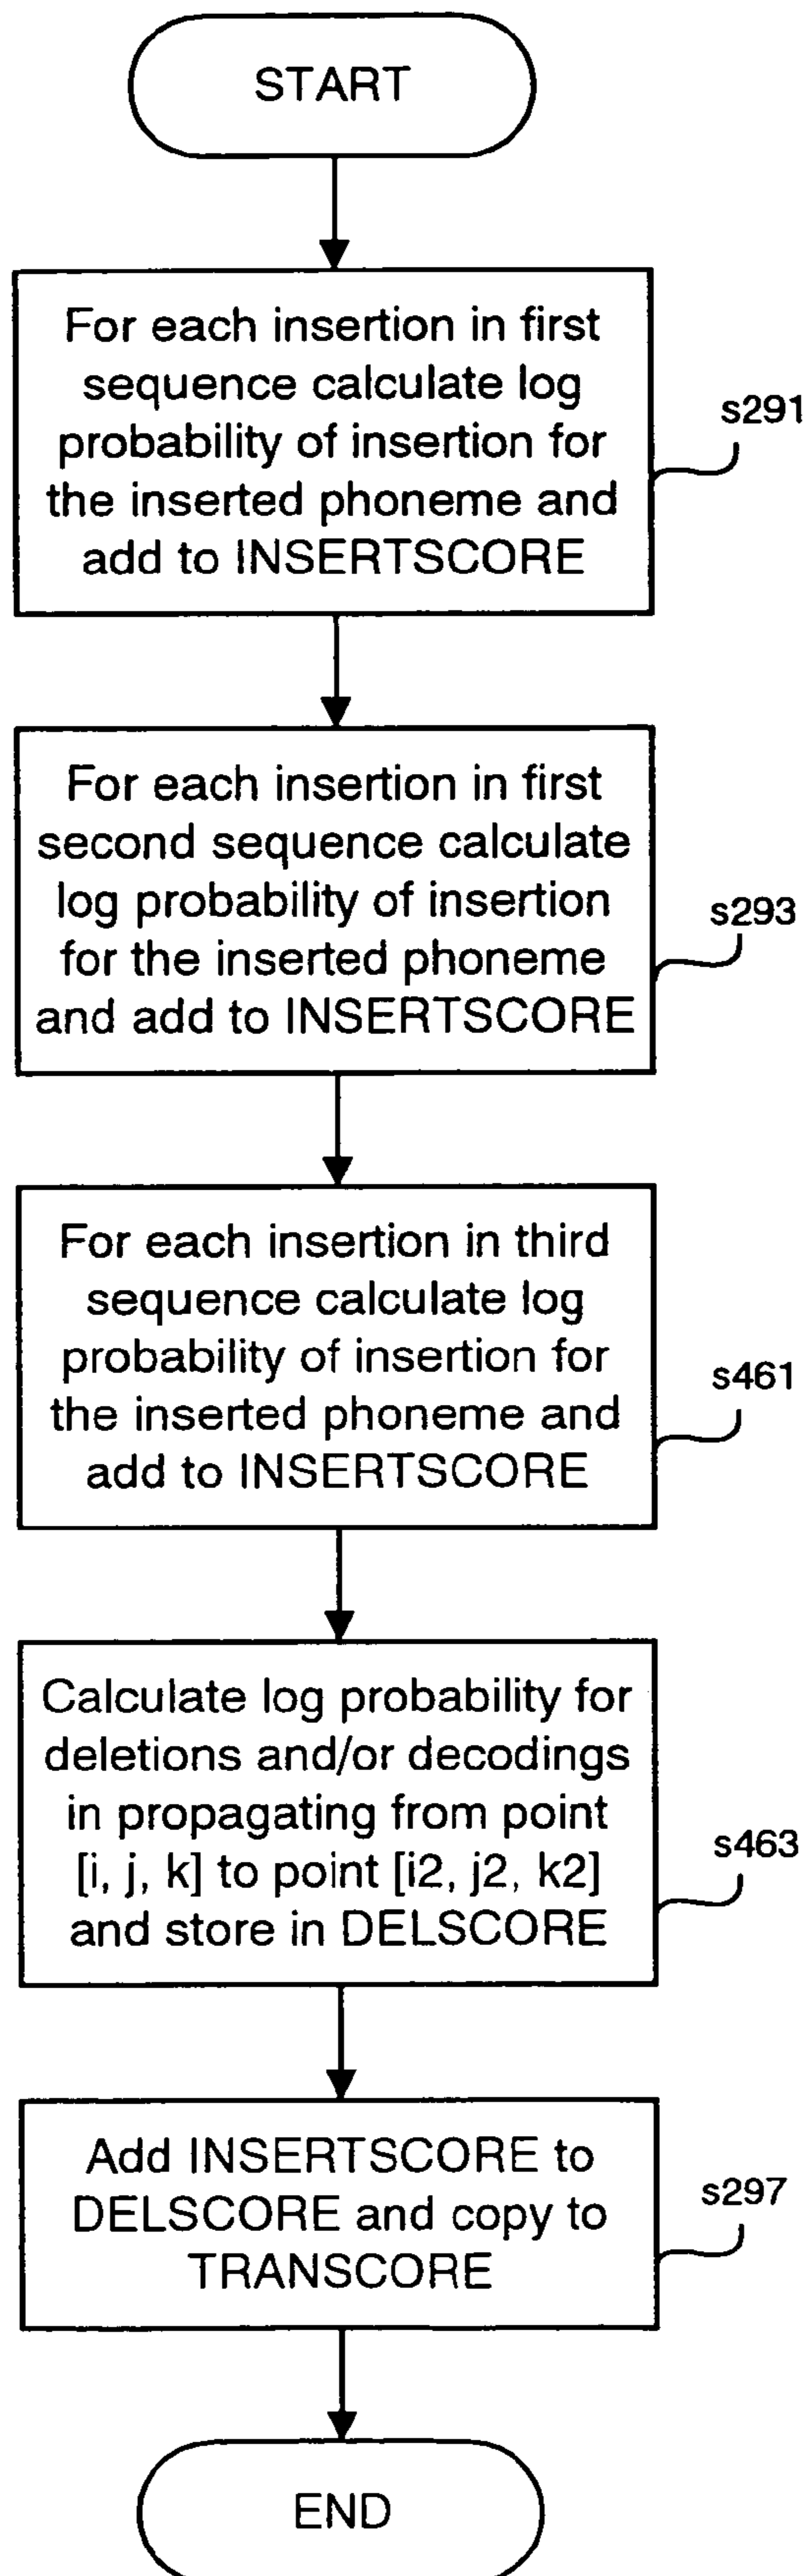 START
For each insertion in first
sequence calculate log
probability of insertion for
the inserted phoneme and
add to INSERTSCORE
s291
For each insertion in first
second sequence calculate
log probability of insertion
for the inserted phoneme
and add to INSERTSCORE
s293
For each insertion in third
sequence calculate log
probability of insertion for
the inserted phoneme and
add to INSERTSCORE
s461
Calculate log probability for
deletions and/or decodings
in propagating from point
[i, j, k] to point [i2, j2, k2]
and store in DELSCORE
s463
Add INSERTSCORE to
DELSCORE and copy to
TRANSCORE
s297
END